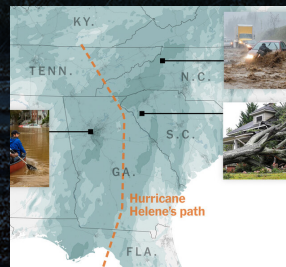 KY.
TENN.
N.C.
S.C.
GA.
Hurricane
Helene's path
FLA.